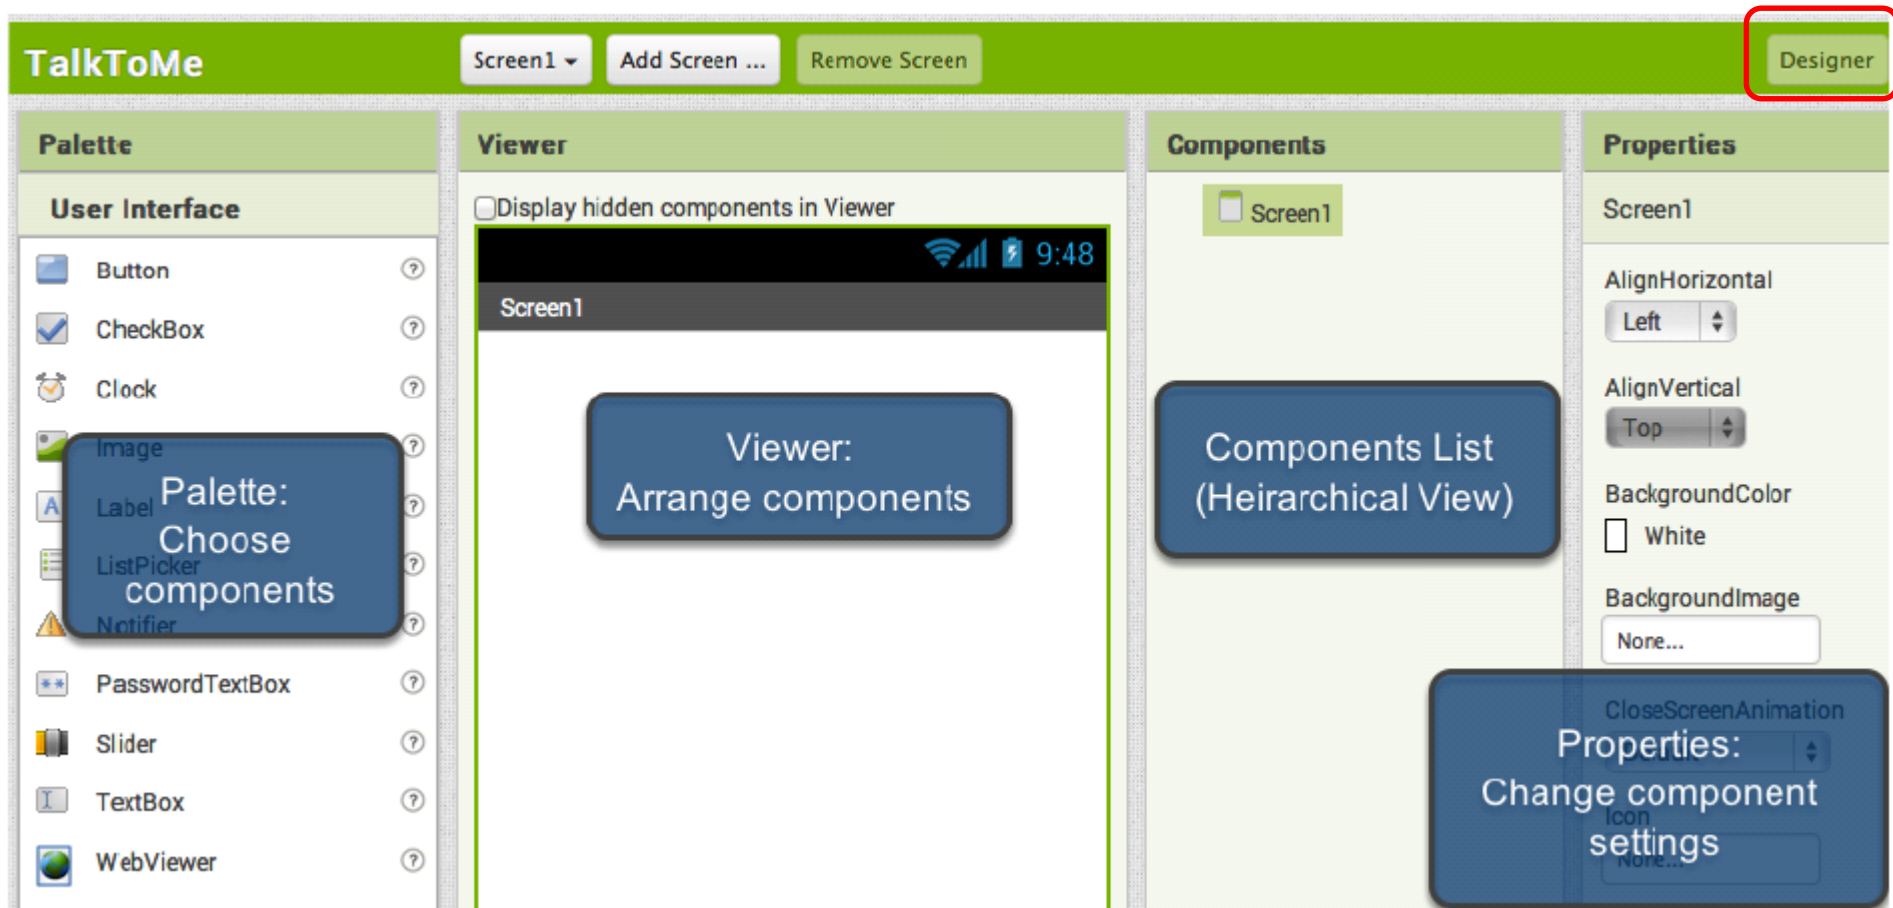 TalkToMe
Screen1
Add Screen ...
Remove Screen
Designer
Palette
User Interface
Button
?
CheckBox
?
Clock
?
Image
?
Label
?
ListPicker
?
Notifier
?
PasswordTextBox
?
Slider
?
TextBox
?
WebViewer
?
Palette:
Choose
components
Viewer
Display hidden components in Viewer
9:48
Screen1
Viewer:
Arrange components
Components
Screen1
Components List
(Heirarchical View)
Properties
Screen1
AlignHorizontal
Left
AlignVertical
Top
BackgroundColor
White
BackgroundImage
None...
CloseScreenAnimation
Default
Icon
None...
Properties:
Change component
settings